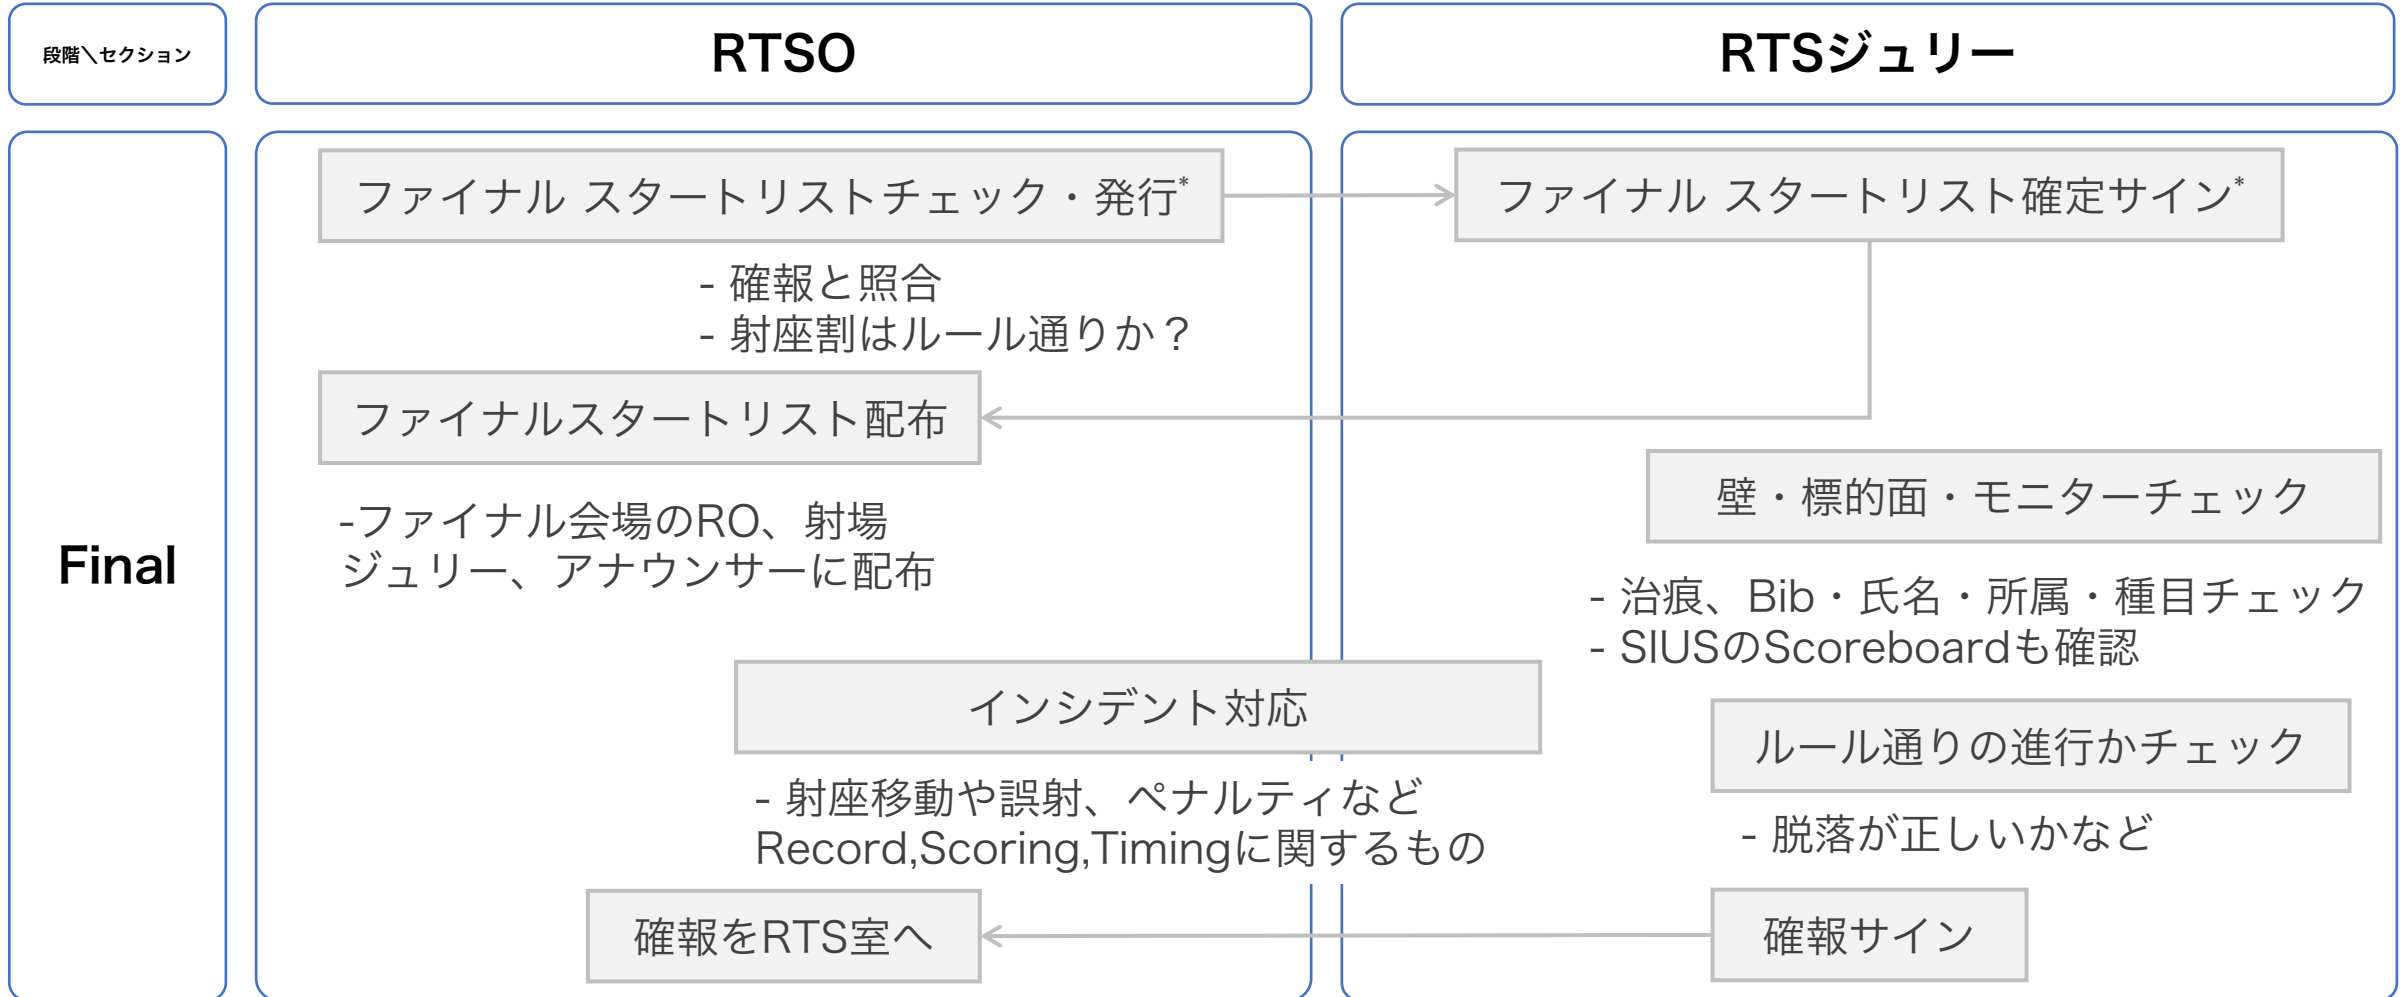 段階＼セクション
RTSO
RTSジュリー
Final
ファイナル スタートリストチェック・発行*
ファイナル スタートリスト確定サイン*
- 確報と照合
- 射座割はルール通りか？
ファイナルスタートリスト配布
-ファイナル会場のRO、射場
ジュリー、アナウンサーに配布
壁・標的面・モニターチェック
- 治痕、Bib・氏名・所属・種目チェック
- SIUSのScoreboardも確認
インシデント対応
- 射座移動や誤射、ペナルティなど
Record,Scoring,Timingに関するもの
ルール通りの進行かチェック
- 脱落が正しいかなど
確報をRTS室へ
確報サイン